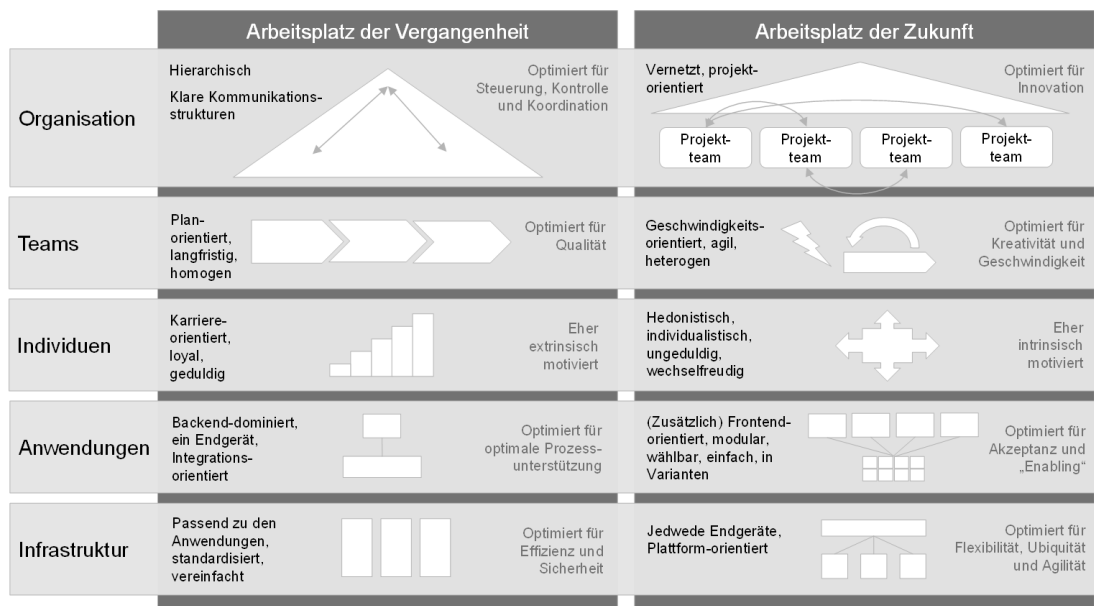 Arbeitsplatz der Vergangenheit
Arbeitsplatz der Zukunft
Organisation
Hierarchisch
Klare Kommunikations-
strukturen
Optimiert für
Steuerung, Kontrolle
und Koordination
Vernetzt, projekt-
orientiert
Optimiert für
Innovation
Projekt-
team
Projekt-
team
Projekt-
team
Projekt-
team
Teams
Plan-
orientiert,
langfristig,
homogen
Optimiert für
Qualität
Geschwindigkeits-
orientiert, agil,
heterogen
Optimiert für
Kreativität und
Geschwindigkeit
Individuen
Karriere-
orientiert,
loyal,
geduldig
Eher
extrinsisch
motiviert
Hedonistisch,
individualistisch,
ungeduldig,
wechselfreudig
Eher
intrinsisch
motiviert
Anwendungen
Backend-dominiert,
ein Endgerät,
Integrations-
orientiert
Optimiert für
optimale Prozess-
unterstützung
(Zusätzlich) Frontend-
orientiert, modular,
wählbar, einfach, in
Varianten
Optimiert für
Akzeptanz und
„Enabling“
Infrastruktur
Passend zu den
Anwendungen,
standardisiert,
vereinfacht
Optimiert für
Effizienz und
Sicherheit
Jedwede Endgeräte,
Plattform-orientiert
Optimiert für
Flexibilität, Ubiquität
und Agilität